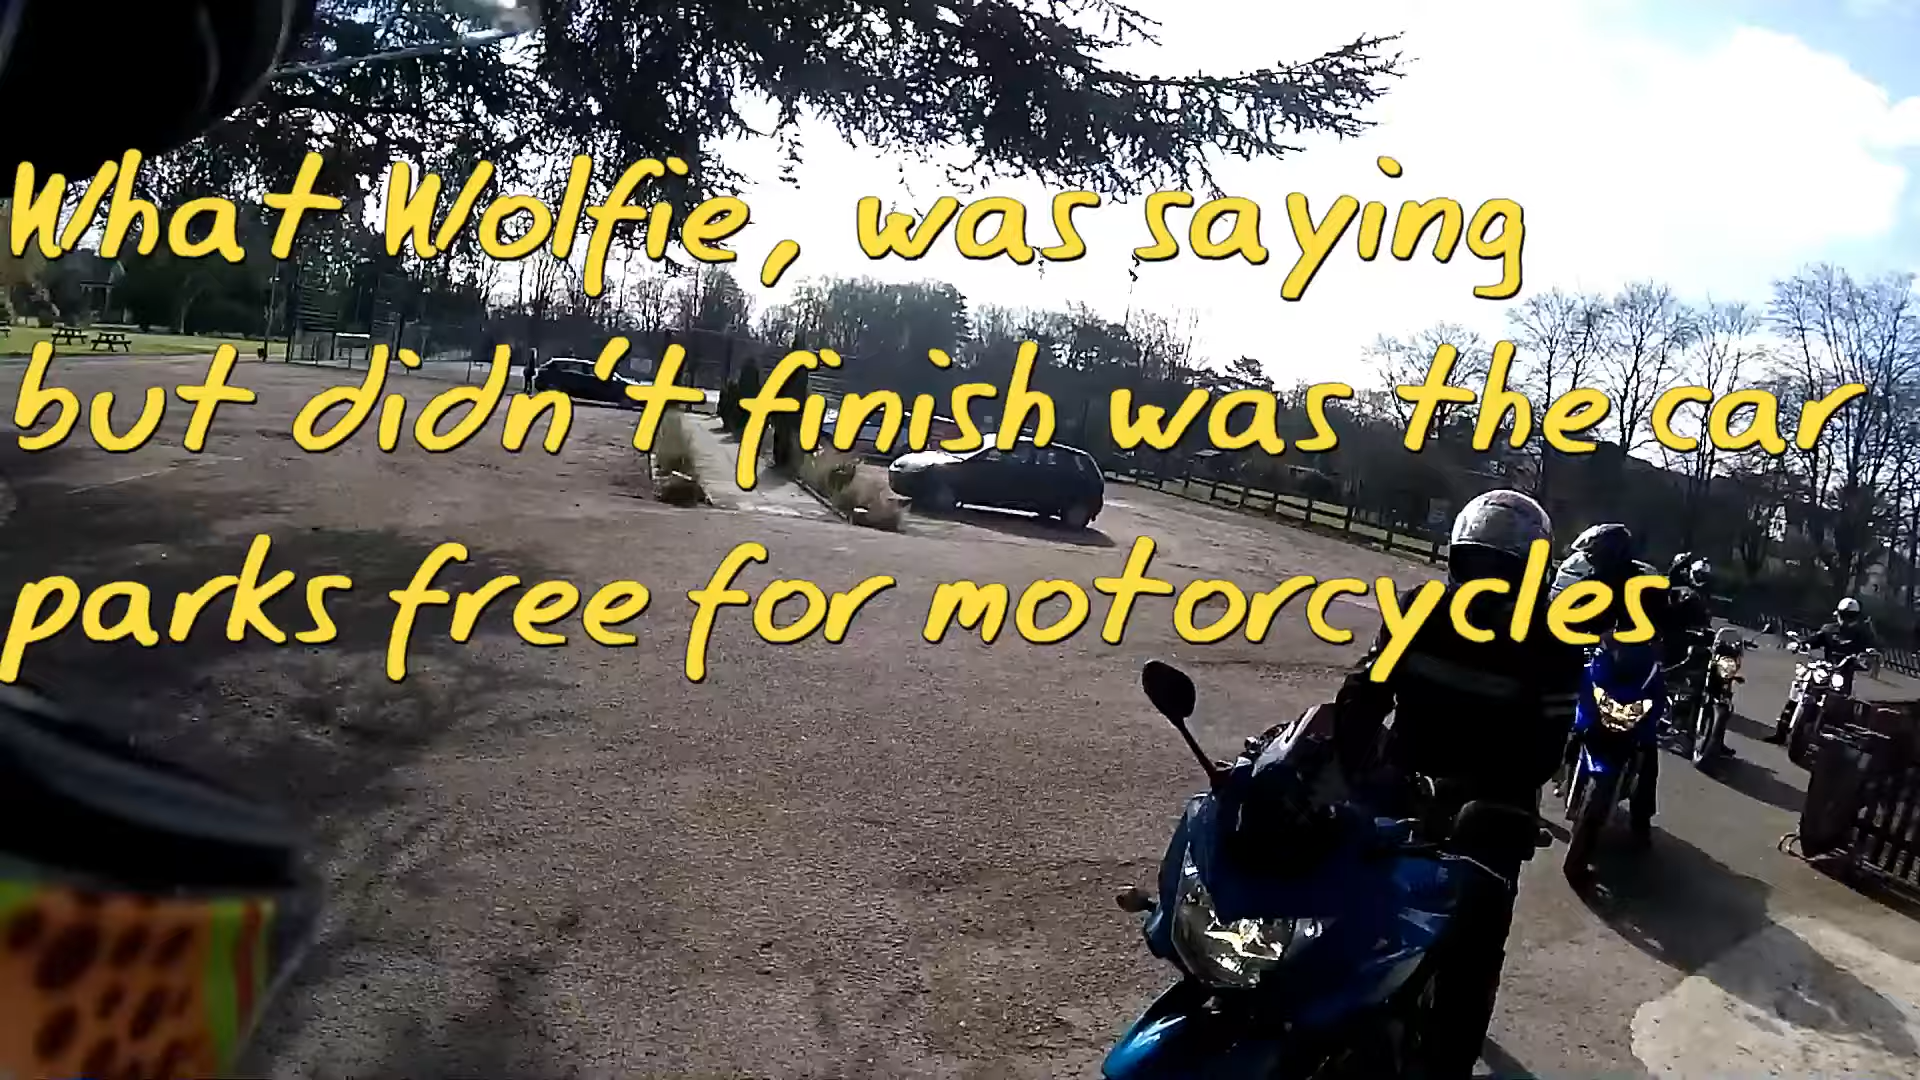 What Wolfie, was saying
but didn't finish was the car
parks free for motorcycles